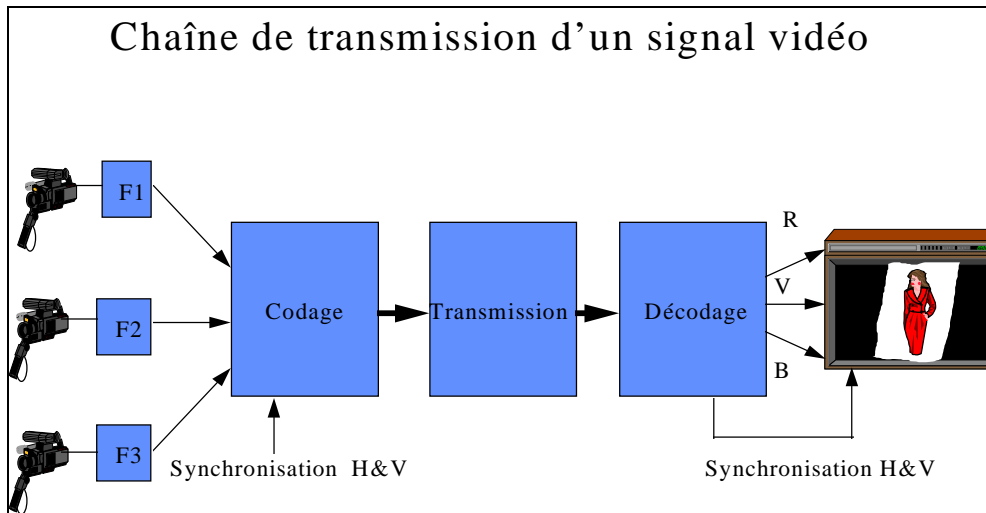 Chaîne de transmission d'un signal vidéo
F1
F2
F3
Codage
Transmission
Décodage
R
V
B
Synchronisation H&V
Synchronisation H&V